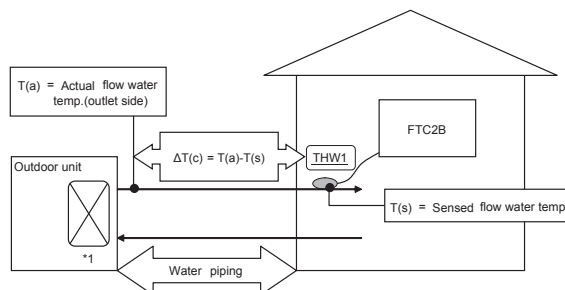 T(a) = Actual flow water
temp.(outlet side)
FTC2B
ΔT(c) = T(a)-T(s)
THW1
Outdoor unit
T(s) = Sensed flow water temp
*1
Water piping